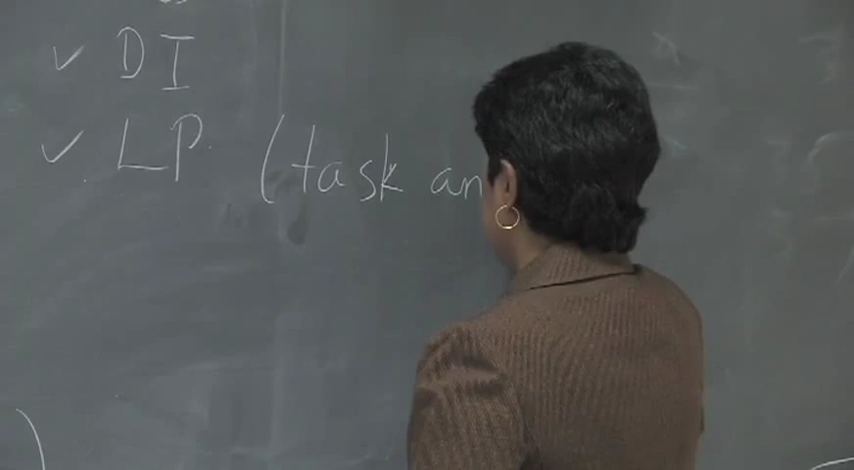 ✓ DI
✓ LP (task an